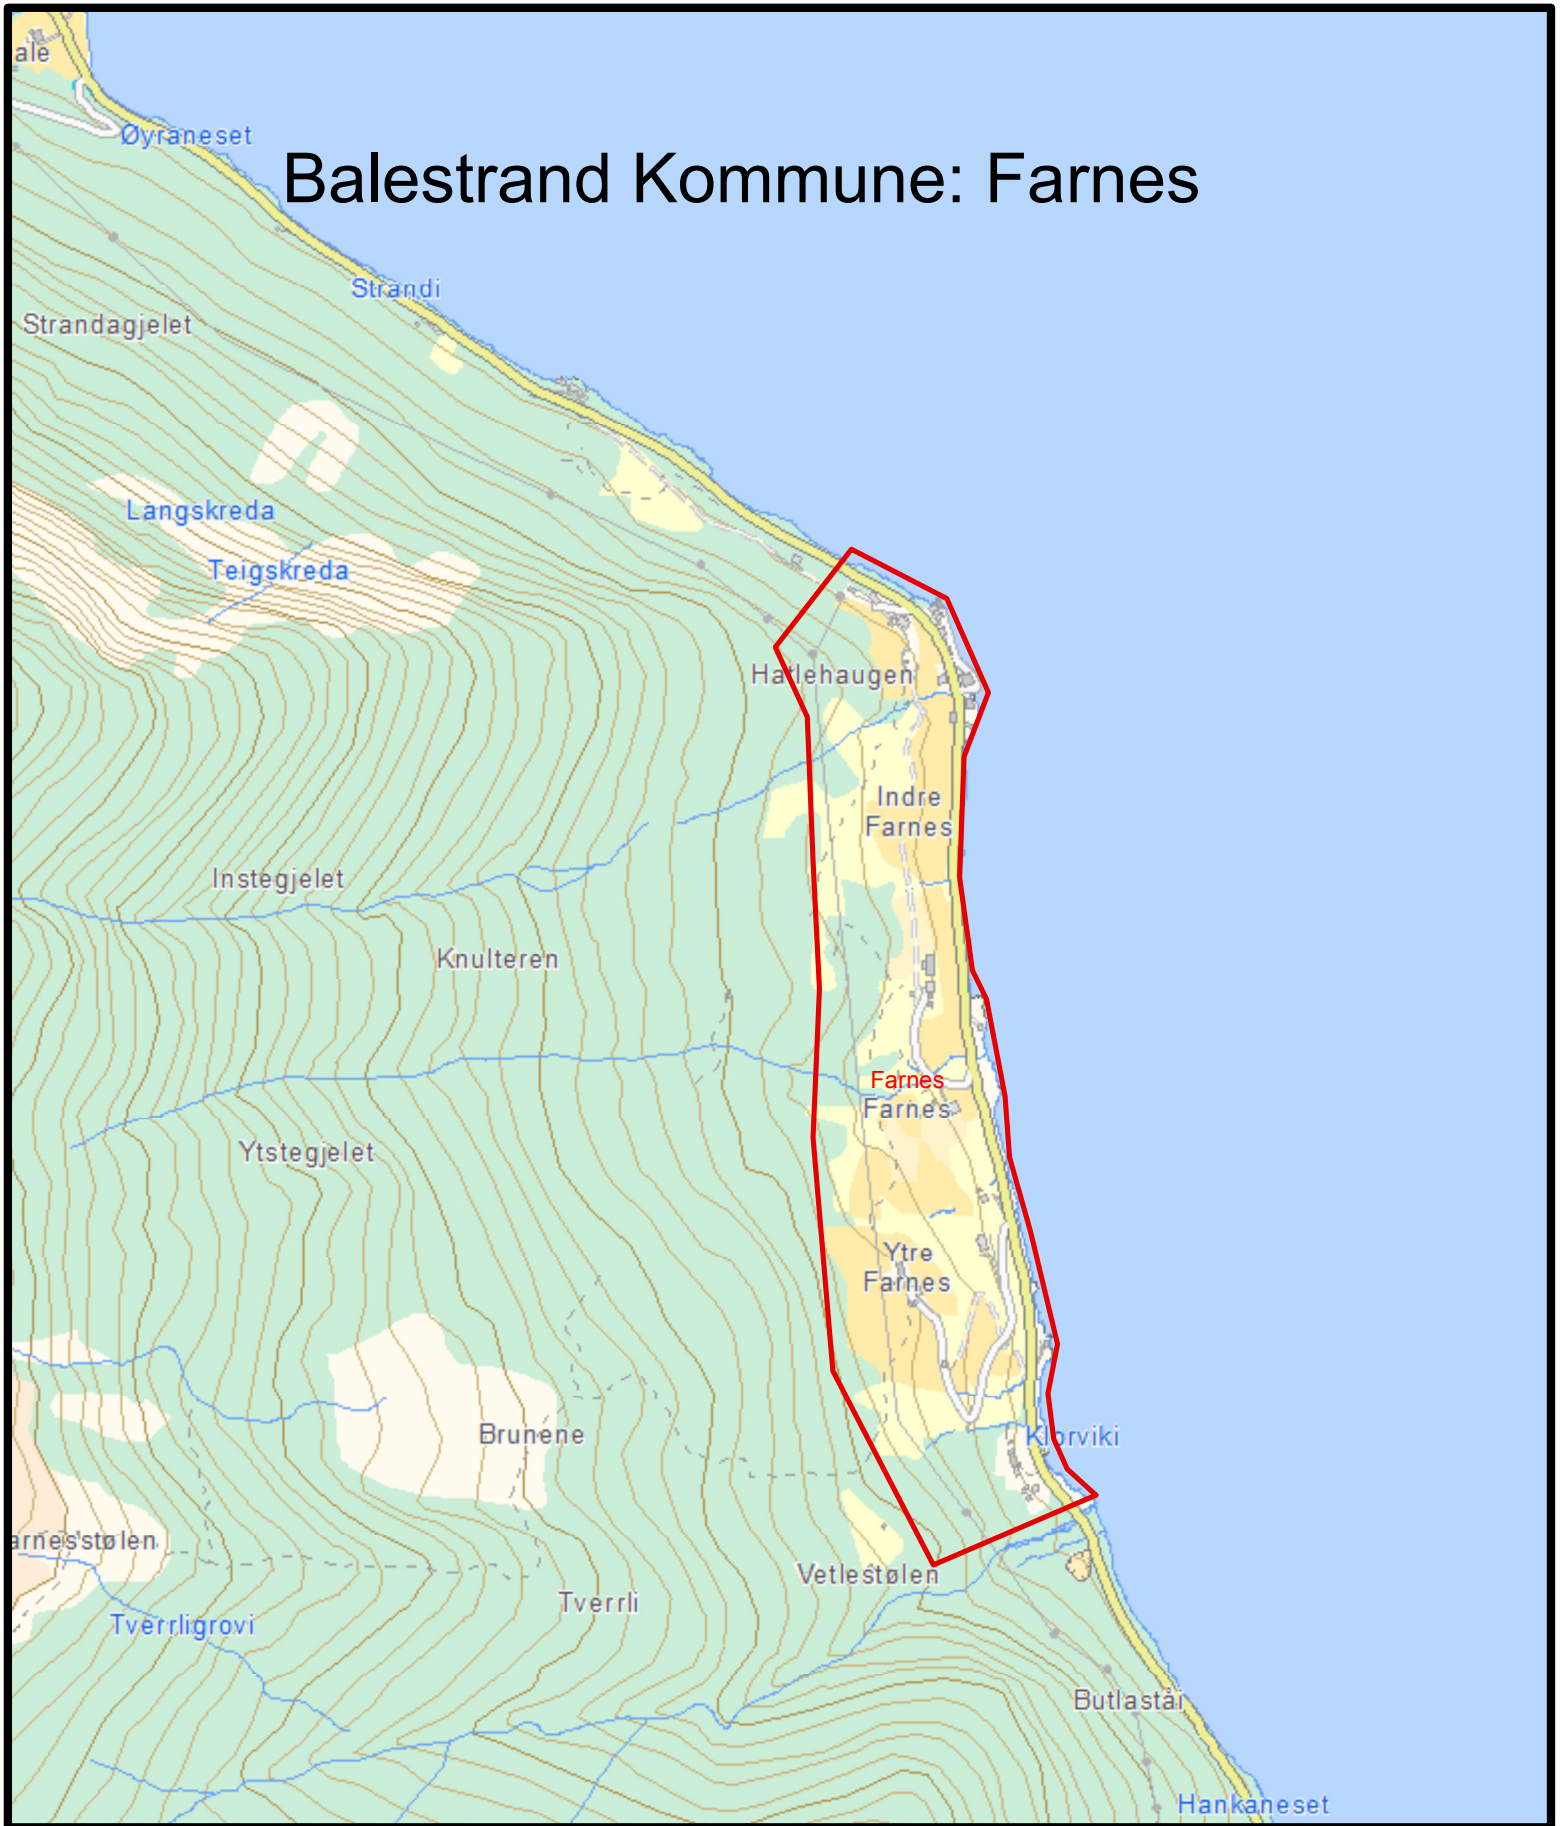 ale
Øyraneset
Balestrand Kommune: Farnes
Strandi
Strandagjelet
Langskreda
Teigskreda
Hatlehaugen
Indre
Farnes
Instegjelet
Knulteren
Farnes
Farnes
Ytstegjelet
Ytre
Farnes
Brunene
Klorviki
arnesstølen
Vetlestølen
Tverrli
Tverrligrovi
Butlaståi
Hankaneset